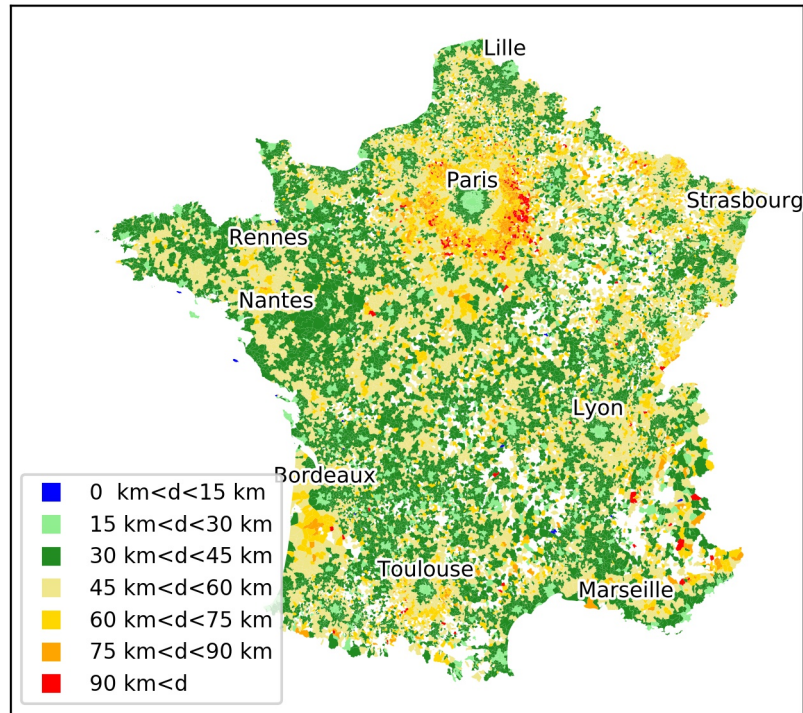 Lille
Paris
Strasbourg
Rennes
Nantes
Lyon
Bordeaux
Toulouse
Marseille
0  km<d<15 km
15 km<d<30 km
30 km<d<45 km
45 km<d<60 km
60 km<d<75 km
75 km<d<90 km
90 km<d